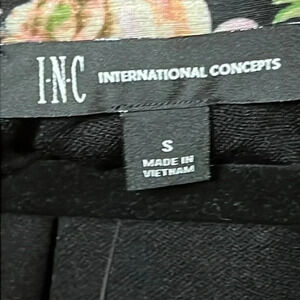 I·N·C INTERNATIONAL CONCEPTS
S
MADE IN
VIETNAM